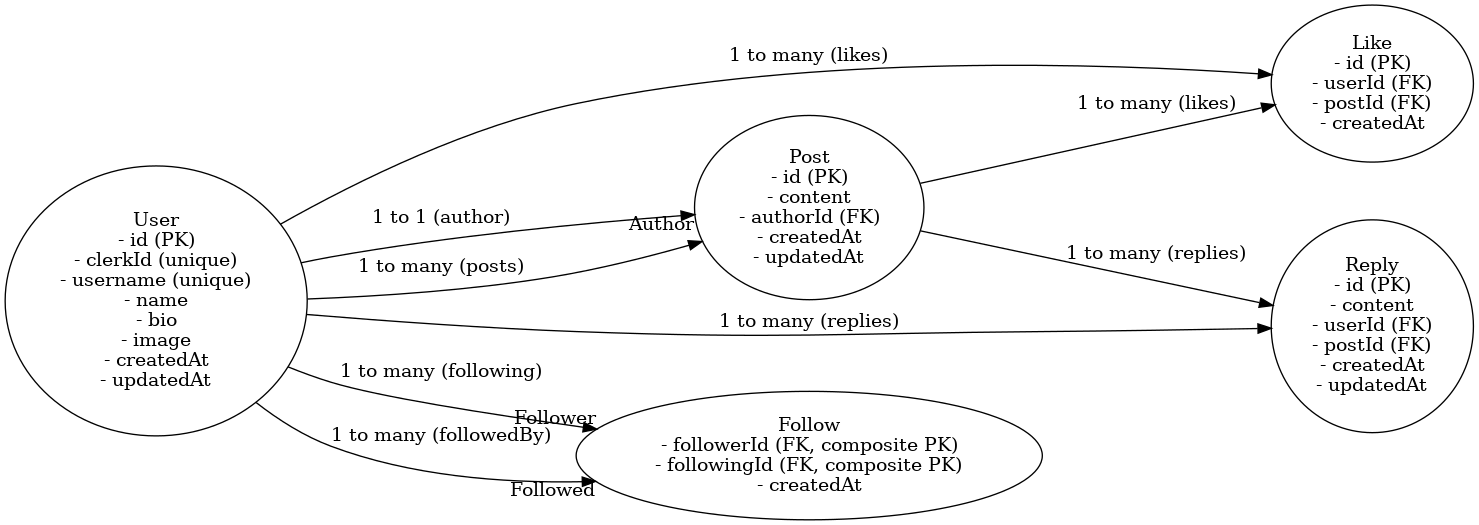 User
- id (PK)
- clerkId (unique)
- username (unique)
- name
- bio
- image
- createdAt
- updatedAt
1 to many (likes)
1 to 1 (author)
Author
1 to many (posts)
1 to many (replies)
1 to many (following)
Follower
1 to many (followedBy)
Followed
Post
- id (PK)
- content
- authorId (FK)
- createdAt
- updatedAt
1 to many (likes)
1 to many (replies)
Follow
- followerId (FK, composite PK)
- followingId (FK, composite PK)
- createdAt
Like
- id (PK)
- userId (FK)
- postId (FK)
- createdAt
Reply
- id (PK)
- content
- userId (FK)
- postId (FK)
- createdAt
- updatedAt